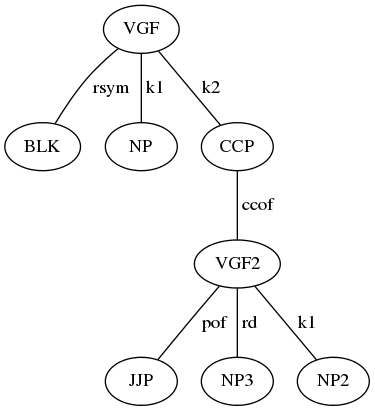 VGF
rsym k1 k2
BLK NP CCP
ccof
VGF2
pof rd k1
JJP NP3 NP2